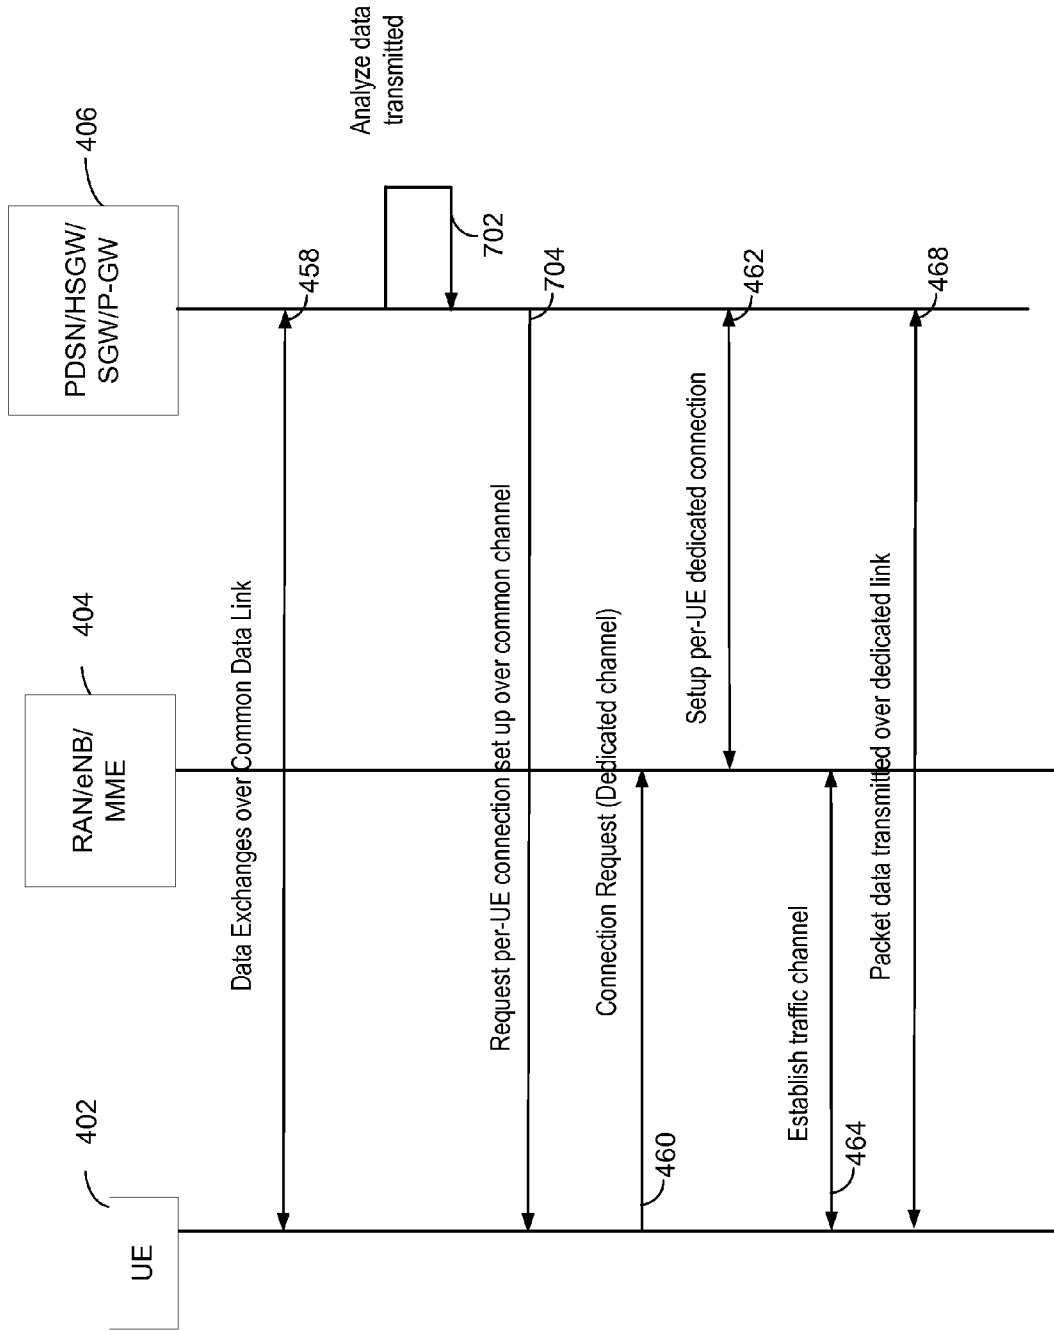 402
UE
404
RAN/eNB/
MME
406
PDSN/HSGW/
SGW/P-GW
Data Exchanges over Common Data Link
458
Analyze data
transmitted
702
Request per-UE connection set up over common channel
704
Connection Request (Dedicated channel)
460
Setup per-UE dedicated connection
462
Establish traffic channel
464
Packet data transmitted over dedicated link
468